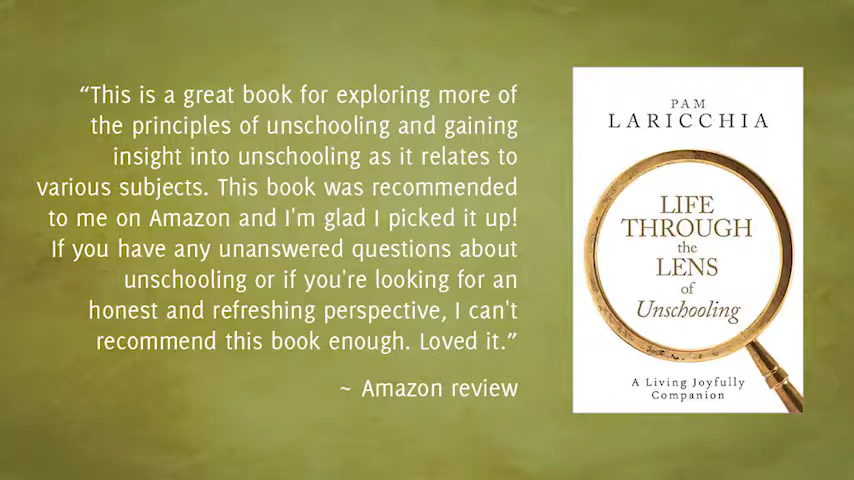 “This is a great book for exploring more of
the principles of unschooling and gaining
insight into unschooling as it relates to
various subjects. This book was recommended
to me on Amazon and I'm glad I picked it up!
If you have any unanswered questions about
unschooling or if you're looking for an
honest and refreshing perspective, I can't
recommend this book enough. Loved it.”
~ Amazon review
PAM
LARICCHIA
LIFE
THROUGH
the
LENS
of
Unschooling
A Living Joyfully
Companion